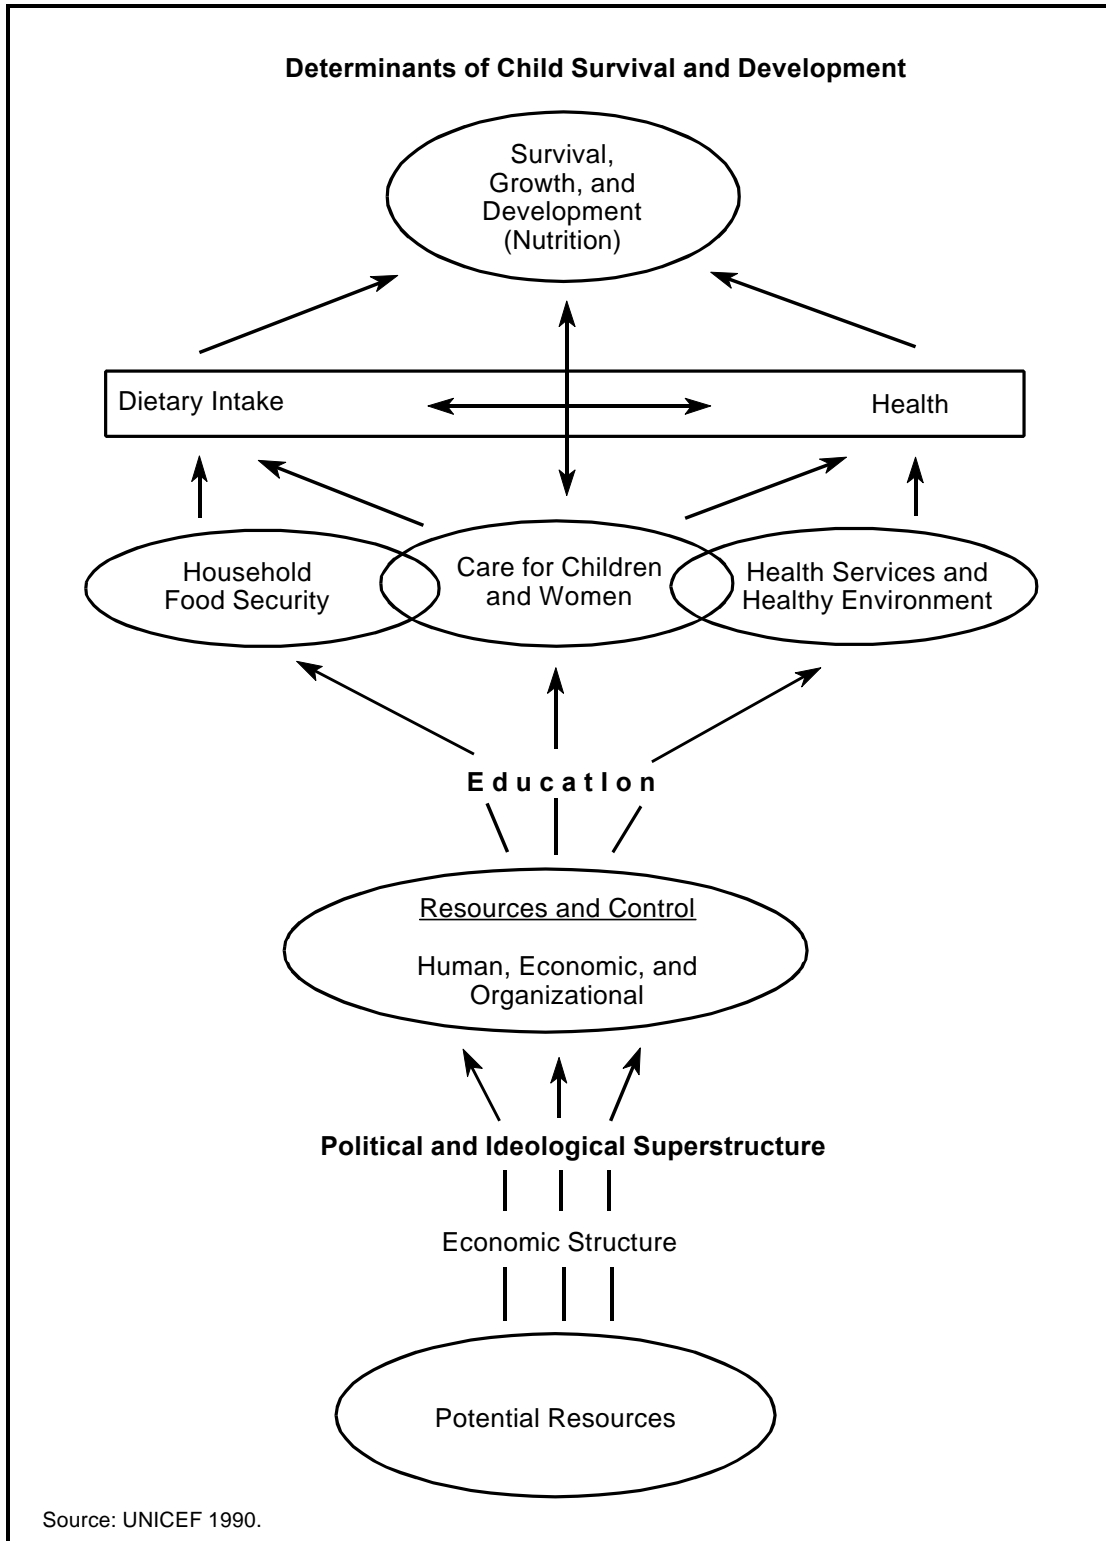 Determinants of Child Survival and Development
Survival,
Growth, and
Development
(Nutrition)
Dietary Intake
Health
Household
Food Security
Care for Children
and Women
Health Services and
Healthy Environment
E d u c a t I o n
Resources and Control
Human, Economic, and
Organizational
Political and Ideological Superstructure
Economic Structure
Potential Resources
Source: UNICEF 1990.